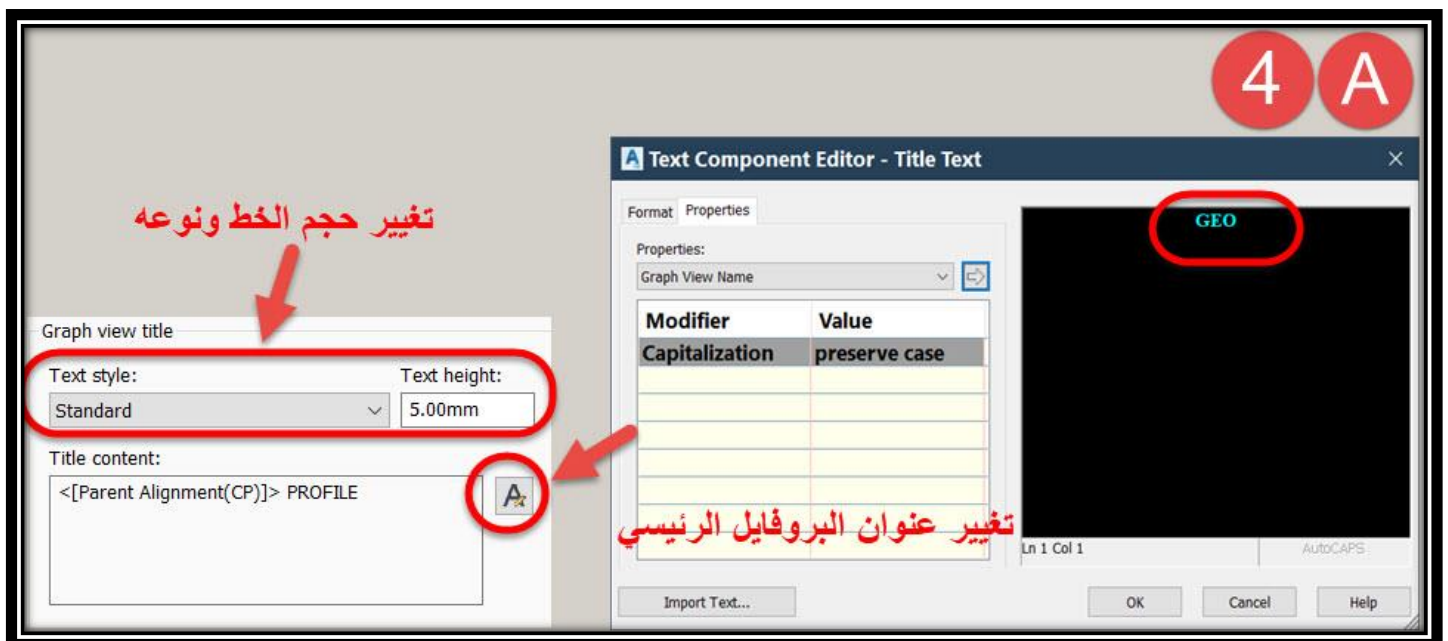 4 A
Text Component Editor - Title Text
Format Properties
Properties:
Graph View Name
Modifier Value
Capitalization preserve case
GEO
Ln 1 Col 1 AutoCAPS
Import Text... OK Cancel Help
تغيير حجم الخط ونوعه
Graph view title
Text style: Text height:
Standard 5.00mm
Title content:
<[Parent Alignment(CP)]> PROFILE
A
تغيير عنوان البروفايل الرئيسي